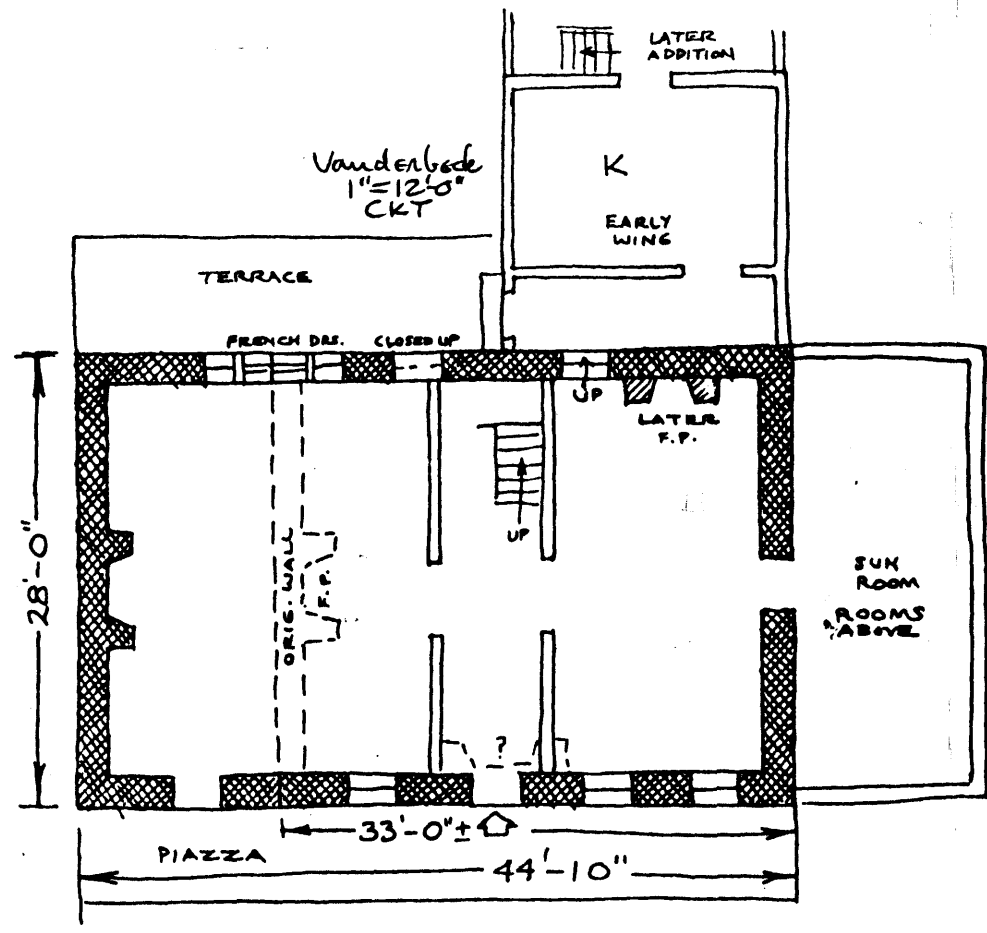 LATER
ADDITION
Vanderbeck
1"=12'-0"
CKT
K
EARLY
WING
TERRACE
FRENCH DRS.
CLOSED UP
UP
LATER
F.P.
UP
28'-0"
ORIG. WALL
F.P.
SUN
ROOM
ROOMS
ABOVE
?
33'-0"±
PIAZZA
44'-10"